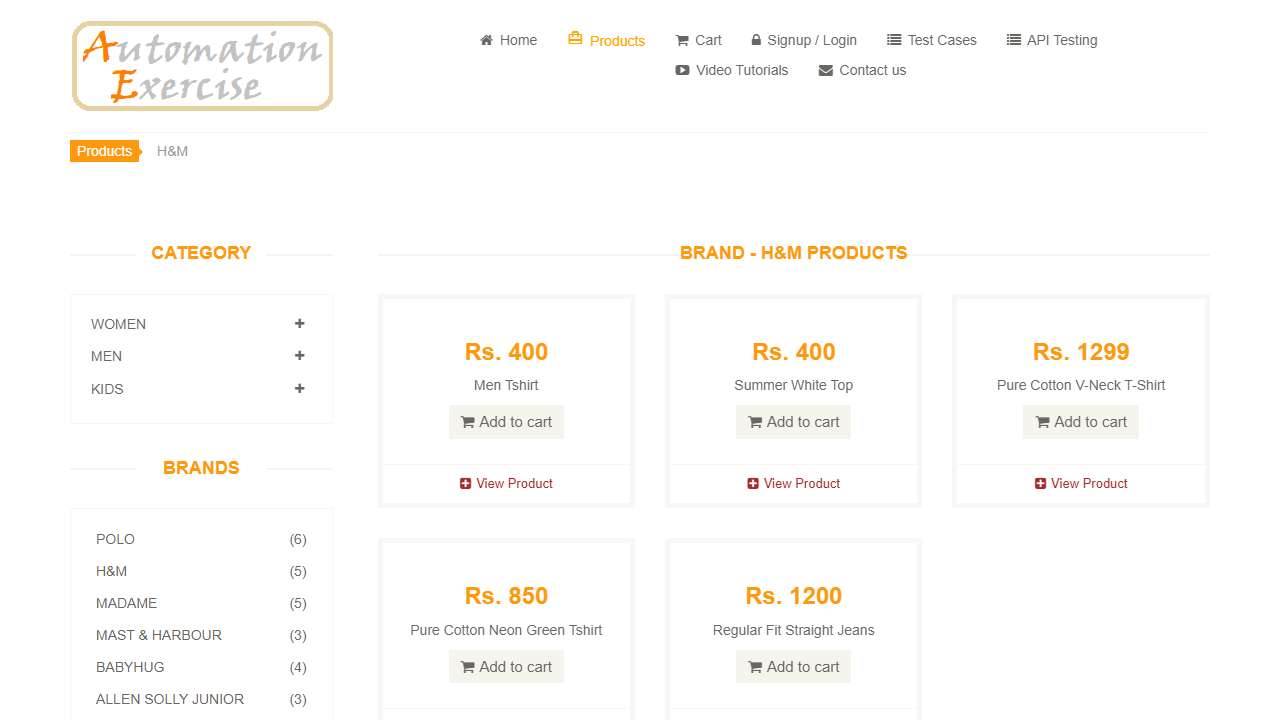 Automation
Exercise
Home
Products
Cart
Signup / Login
Test Cases
API Testing
Video Tutorials
Contact us
Products
H&M
CATEGORY
WOMEN
MEN
KIDS
BRANDS
POLO (6)
H&M (5)
MADAME (5)
MAST & HARBOUR (3)
BABYHUG (4)
ALLEN SOLLY JUNIOR (3)
BRAND - H&M PRODUCTS
Rs. 400
Men Tshirt
Add to cart
View Product
Rs. 400
Summer White Top
Add to cart
View Product
Rs. 1299
Pure Cotton V-Neck T-Shirt
Add to cart
View Product
Rs. 850
Pure Cotton Neon Green Tshirt
Add to cart
Rs. 1200
Regular Fit Straight Jeans
Add to cart